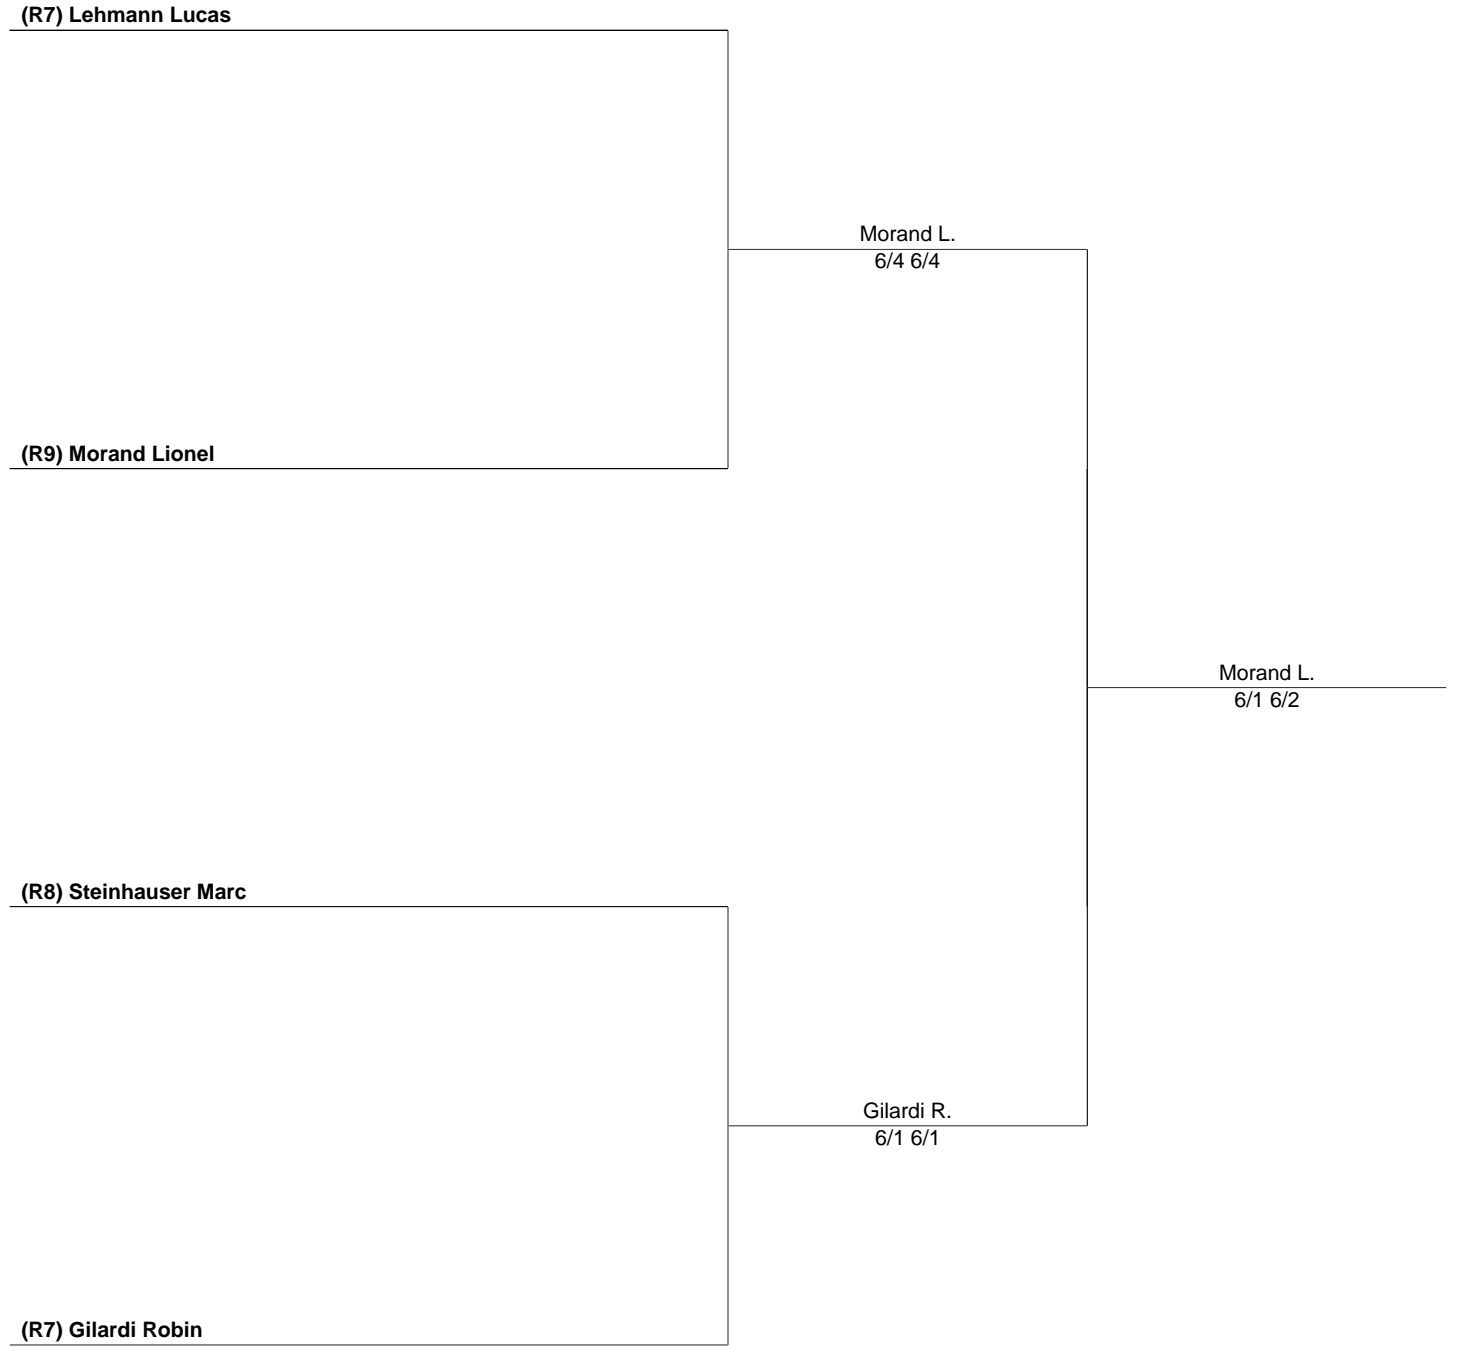 (R7) Lehmann Lucas
Morand L.
6/4 6/4
(R9) Morand Lionel
Morand L.
6/1 6/2
(R8) Steinhauser Marc
Gilardi R.
6/1 6/1
(R7) Gilardi Robin